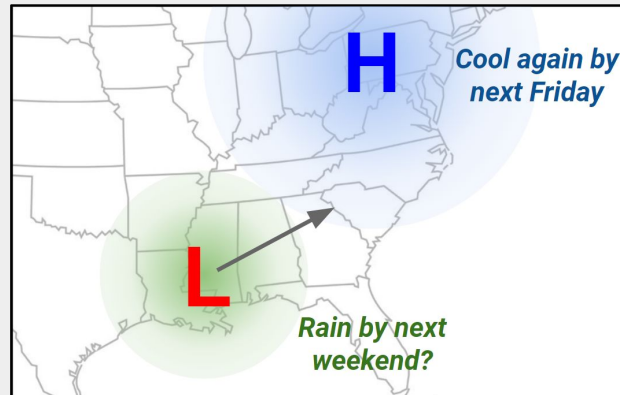 H
Cool again by
next Friday
L
Rain by next
weekend?